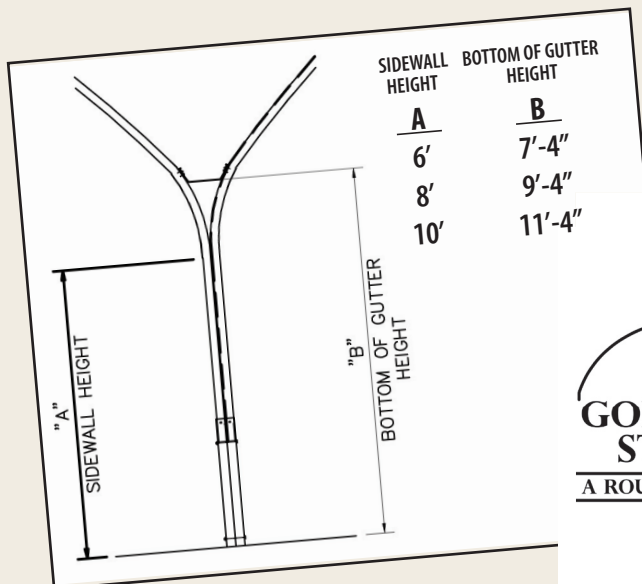 SIDEWALL HEIGHT
BOTTOM OF GUTTER HEIGHT
A B
6' 7'-4"
8' 9'-4"
10' 11'-4"
"A"
SIDEWALL HEIGHT
"B"
BOTTOM OF GUTTER
HEIGHT